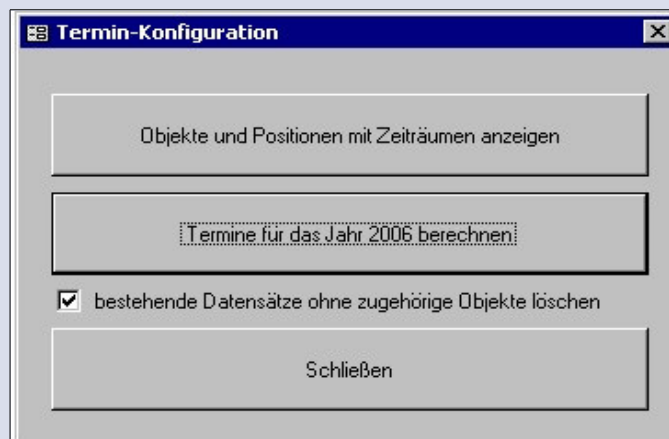 Termin-Konfiguration
Objekte und Positionen mit Zeiträumen anzeigen
Termine für das Jahr 2006 berechnen
bestehende Datensätze ohne zugehörige Objekte löschen
Schließen